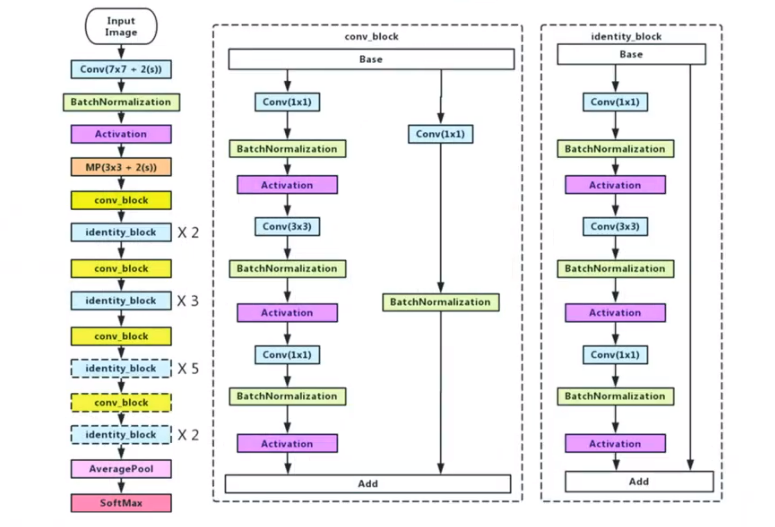 Input
Image
Conv(7x7 + 2(s))
BatchNormalization
Activation
MP(3x3 + 2(s))
conv_block
identity_block X 2
conv_block
identity_block X 3
conv_block
identity_block X 5
conv_block
identity_block X 2
AveragePool
SoftMax
conv_block
Base
Conv(1x1)
BatchNormalization
Activation
Conv(3x3)
BatchNormalization
Activation
Conv(1x1)
BatchNormalization
Activation
Conv(1x1)
BatchNormalization
Add
identity_block
Base
Conv(1x1)
BatchNormalization
Activation
Conv(3x3)
BatchNormalization
Activation
Conv(1x1)
BatchNormalization
Activation
Add